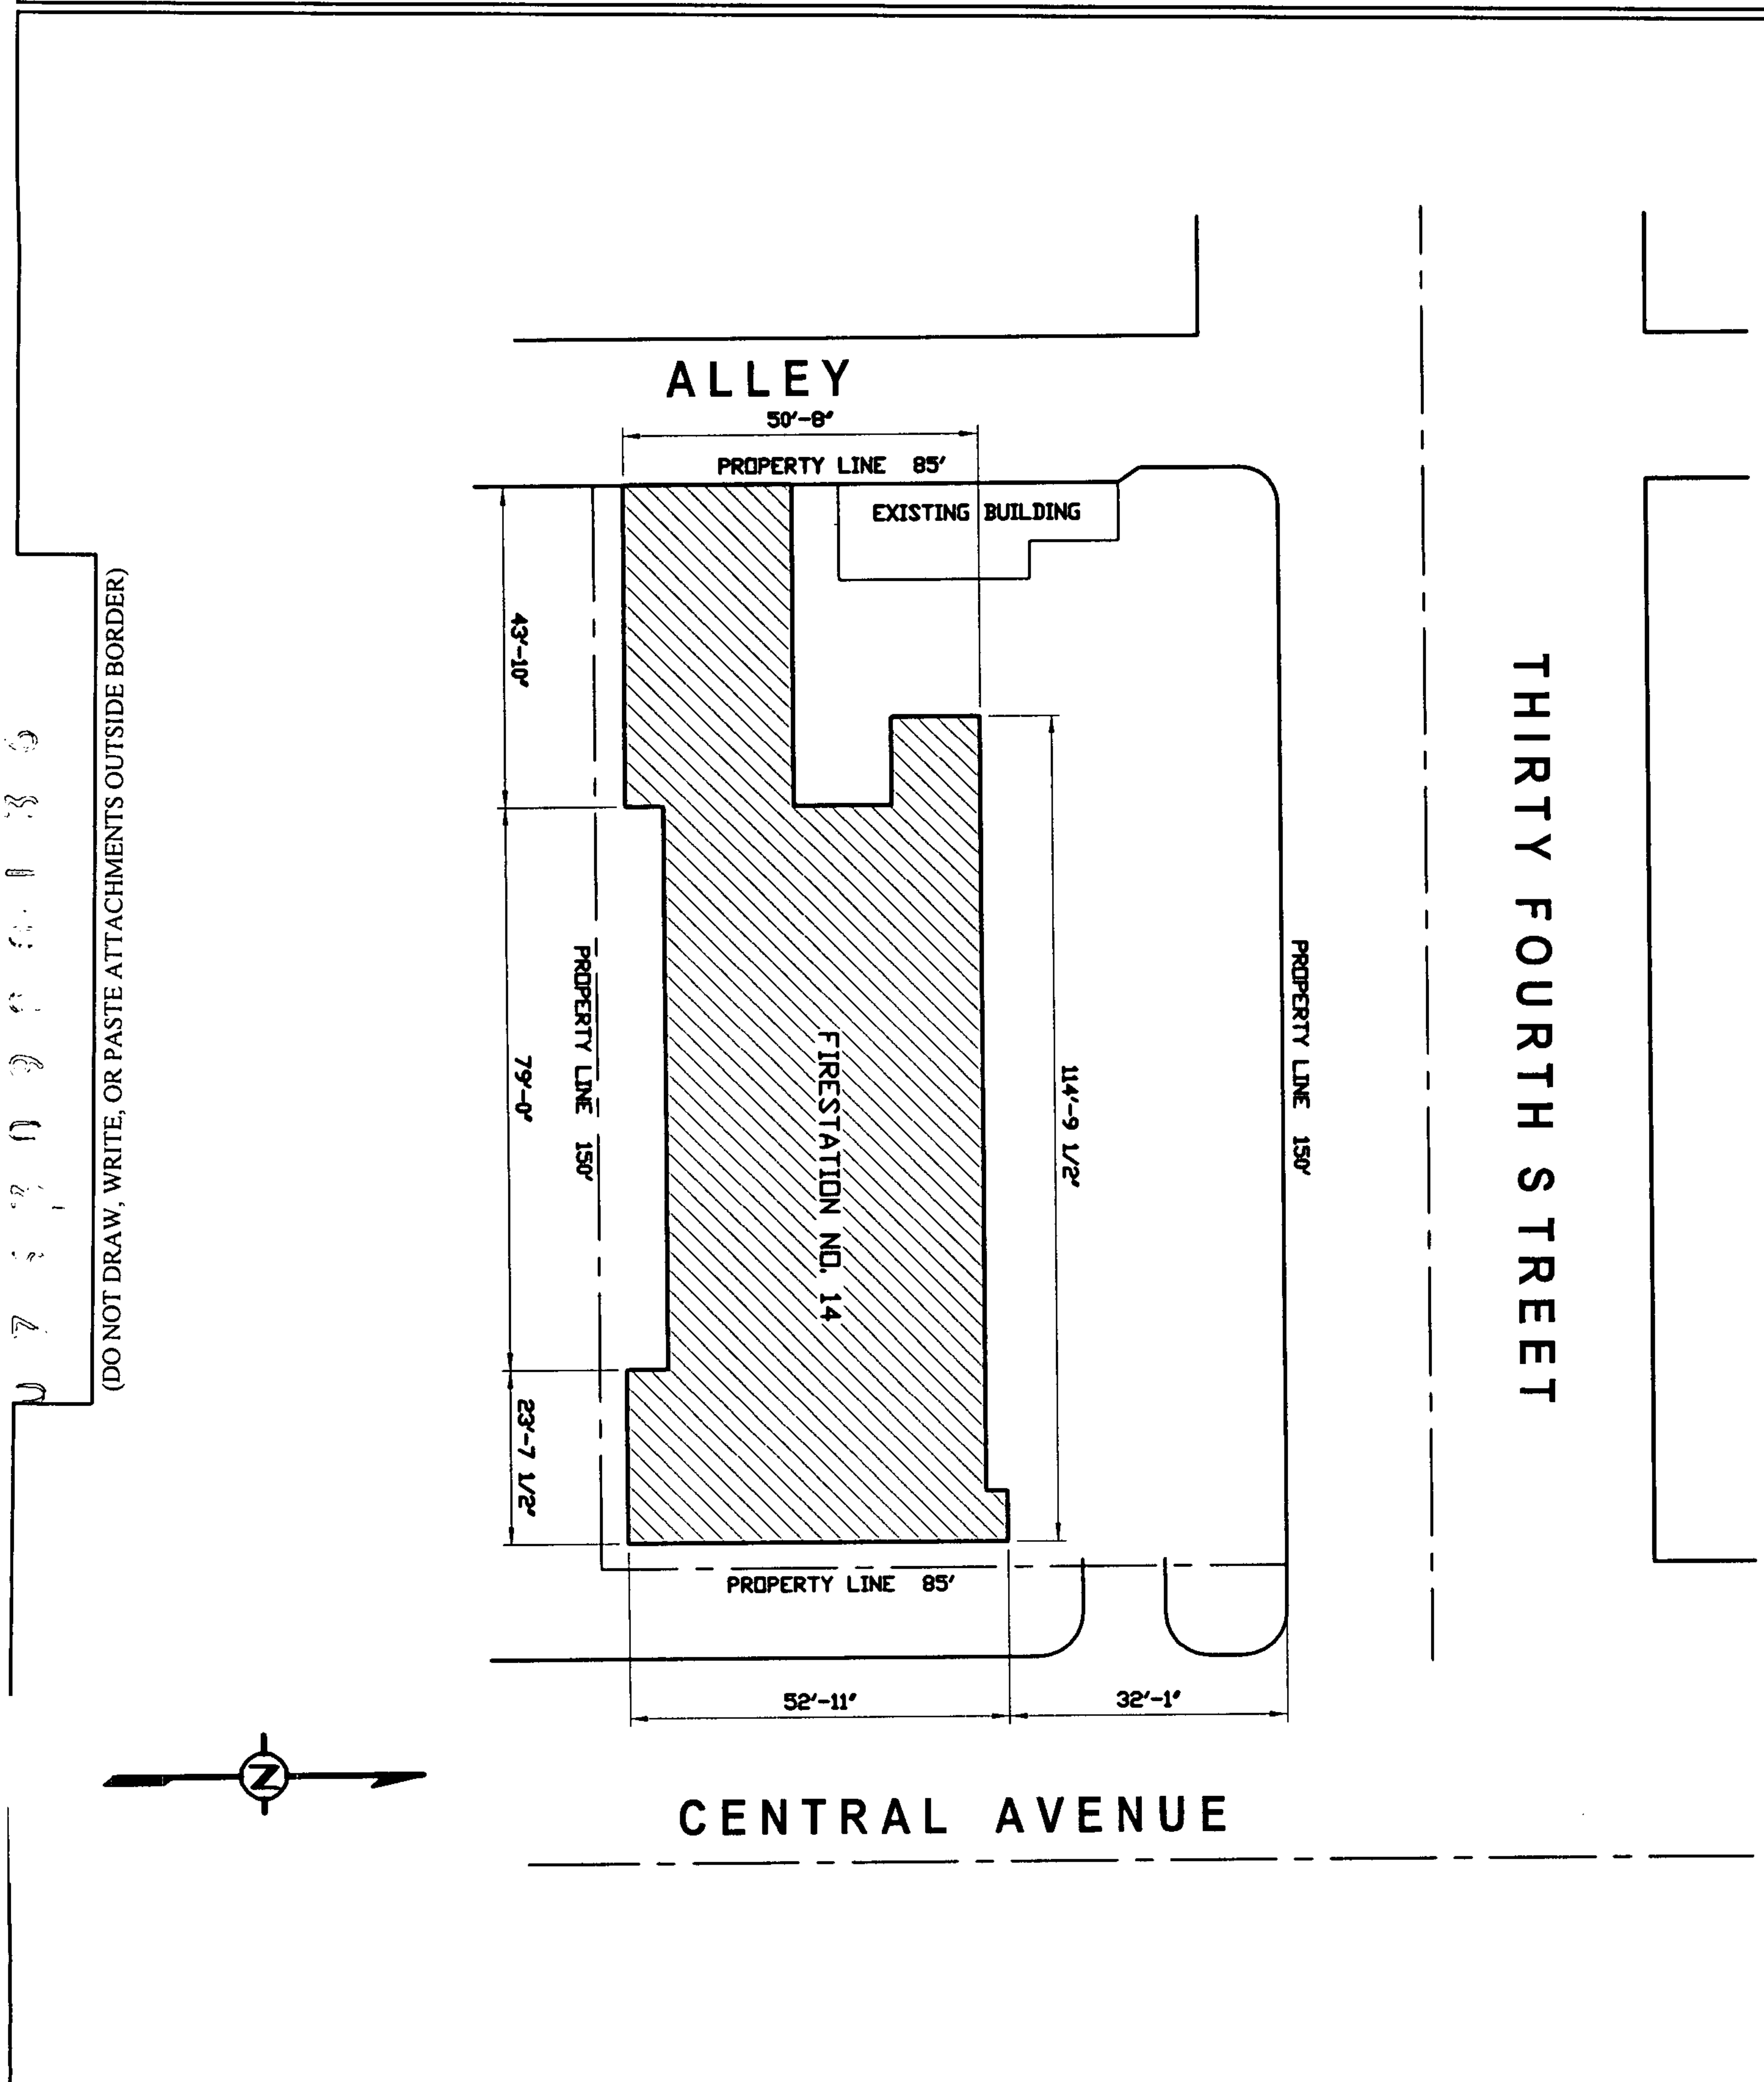 ALLEY
50'-8"
PROPERTY LINE 85'
EXISTING BUILDING
43'-10"
(DO NOT DRAW, WRITE, OR PASTE ATTACHMENTS OUTSIDE BORDER)
THIRTY FOURTH STREET
PROPERTY LINE 150'
PROPERTY LINE 150'
79'-0"
FIRESTATION NO. 14
114'-9 1/2"
23'-7 1/2"
PROPERTY LINE 85'
52'-11"
32'-1"
N
CENTRAL AVENUE